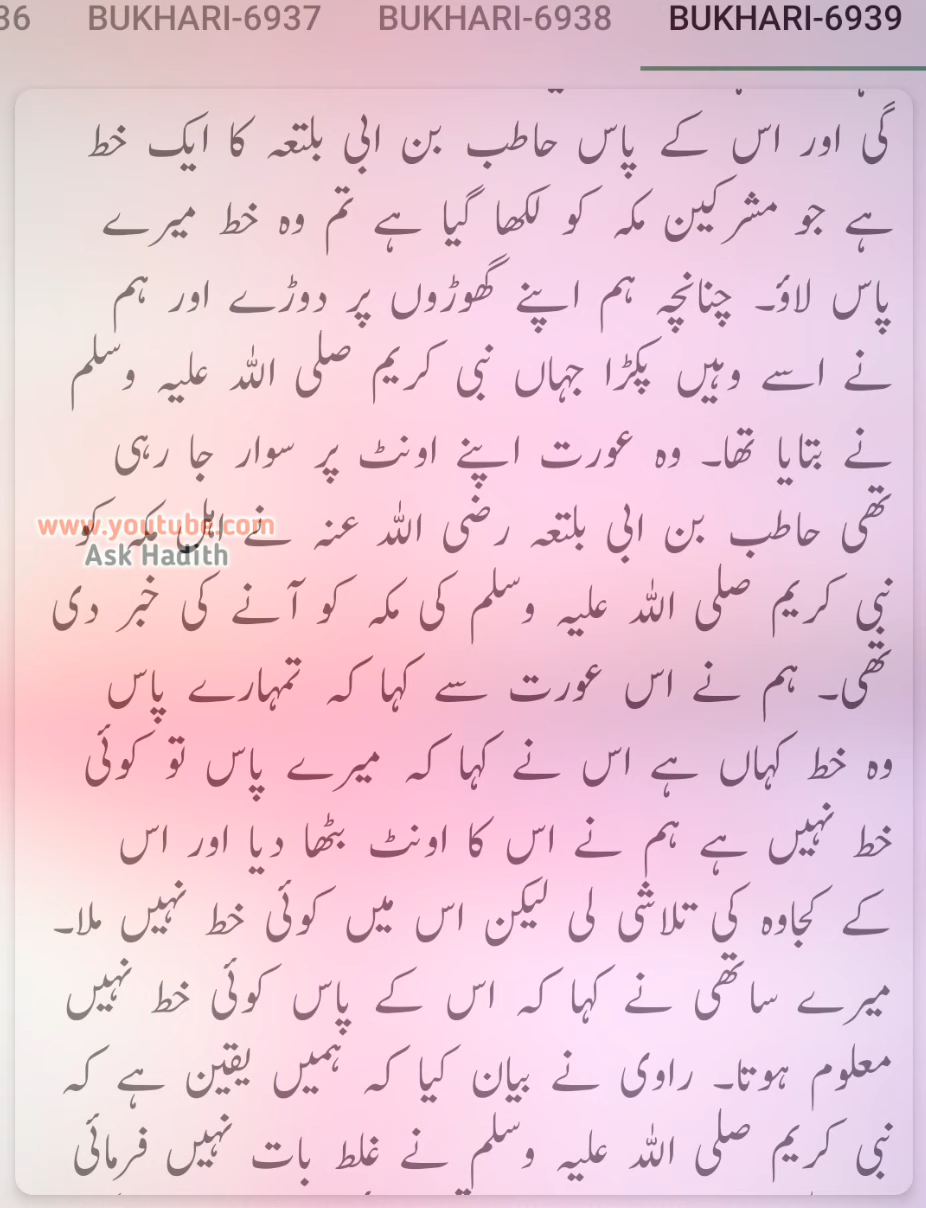 36 BUKHARI-6937 BUKHARI-6938 BUKHARI-6939
گی اور اس کے پاس حاطب بن ابی بلتعہ کا ایک خط
ہے جو مشرکین مکہ کو لکھا گیا ہے تم وہ خط میرے
پاس لاؤ۔ چنانچہ ہم اپنے گھوڑوں پر دوڑے اور ہم
نے اسے وہیں پکڑا جہاں نبی کریم صلی اللہ علیہ وسلم
نے بتایا تھا۔ وہ عورت اپنے اونٹ پر سوار جا رہی
تھی حاطب بن ابی بلتعہ رضی اللہ عنہ نے اہل مکہ کو
www.youtube.com
Ask Hadith
نبی کریم صلی اللہ علیہ وسلم کی مکہ کو آنے کی خبر دی
تھی۔ ہم نے اس عورت سے کہا کہ تمہارے پاس
وہ خط کہاں ہے اس نے کہا کہ میرے پاس تو کوئی
خط نہیں ہے ہم نے اس کا اونٹ بٹھا دیا اور اس
کے کجاوہ کی تلاشی لی لیکن اس میں کوئی خط نہیں ملا۔
میرے ساتھی نے کہا کہ اس کے پاس کوئی خط نہیں
معلوم ہوتا۔ راوی نے بیان کیا کہ ہمیں یقین ہے کہ
نبی کریم صلی اللہ علیہ وسلم نے غلط بات نہیں فرمائی